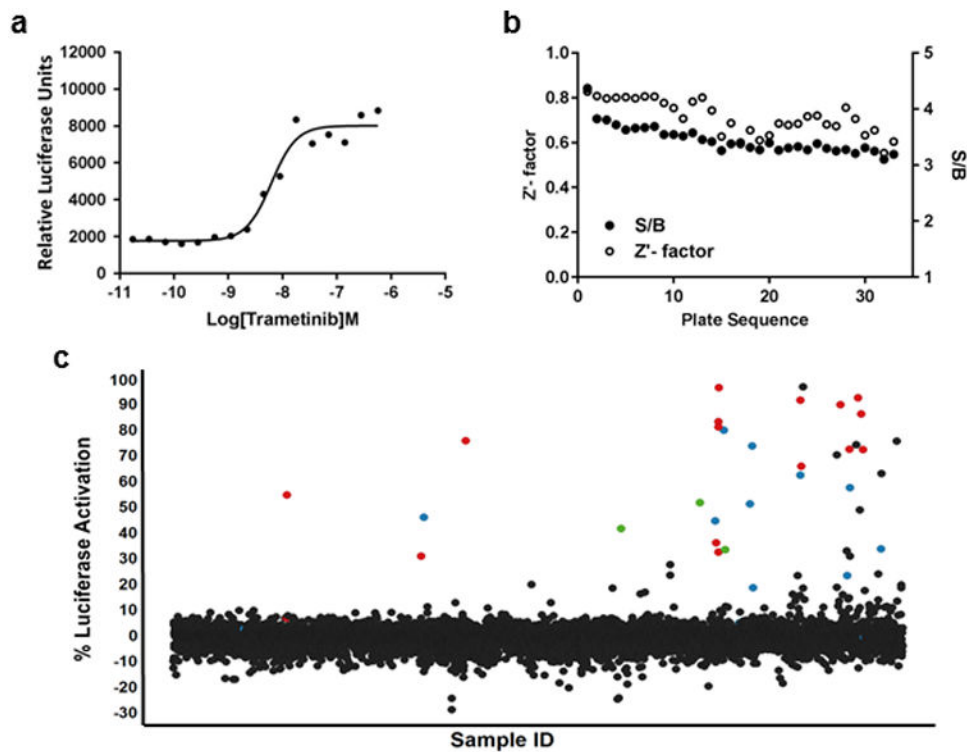 a
Relative Luciferase Units
12000
10000
8000
6000
4000
2000
0
-11 -10 -9 -8 -7 -6 -5
Log[Trametinib]M
b
Z'- factor
1.0
0.8
0.6
0.4
0.2
0.0
S/B
Z'- factor
5
4
3
2
1
S/B
0 10 20 30
Plate Sequence
c
% Luciferase Activation
100
90
80
70
60
50
40
30
20
10
0
-10
-20
-30
Sample ID